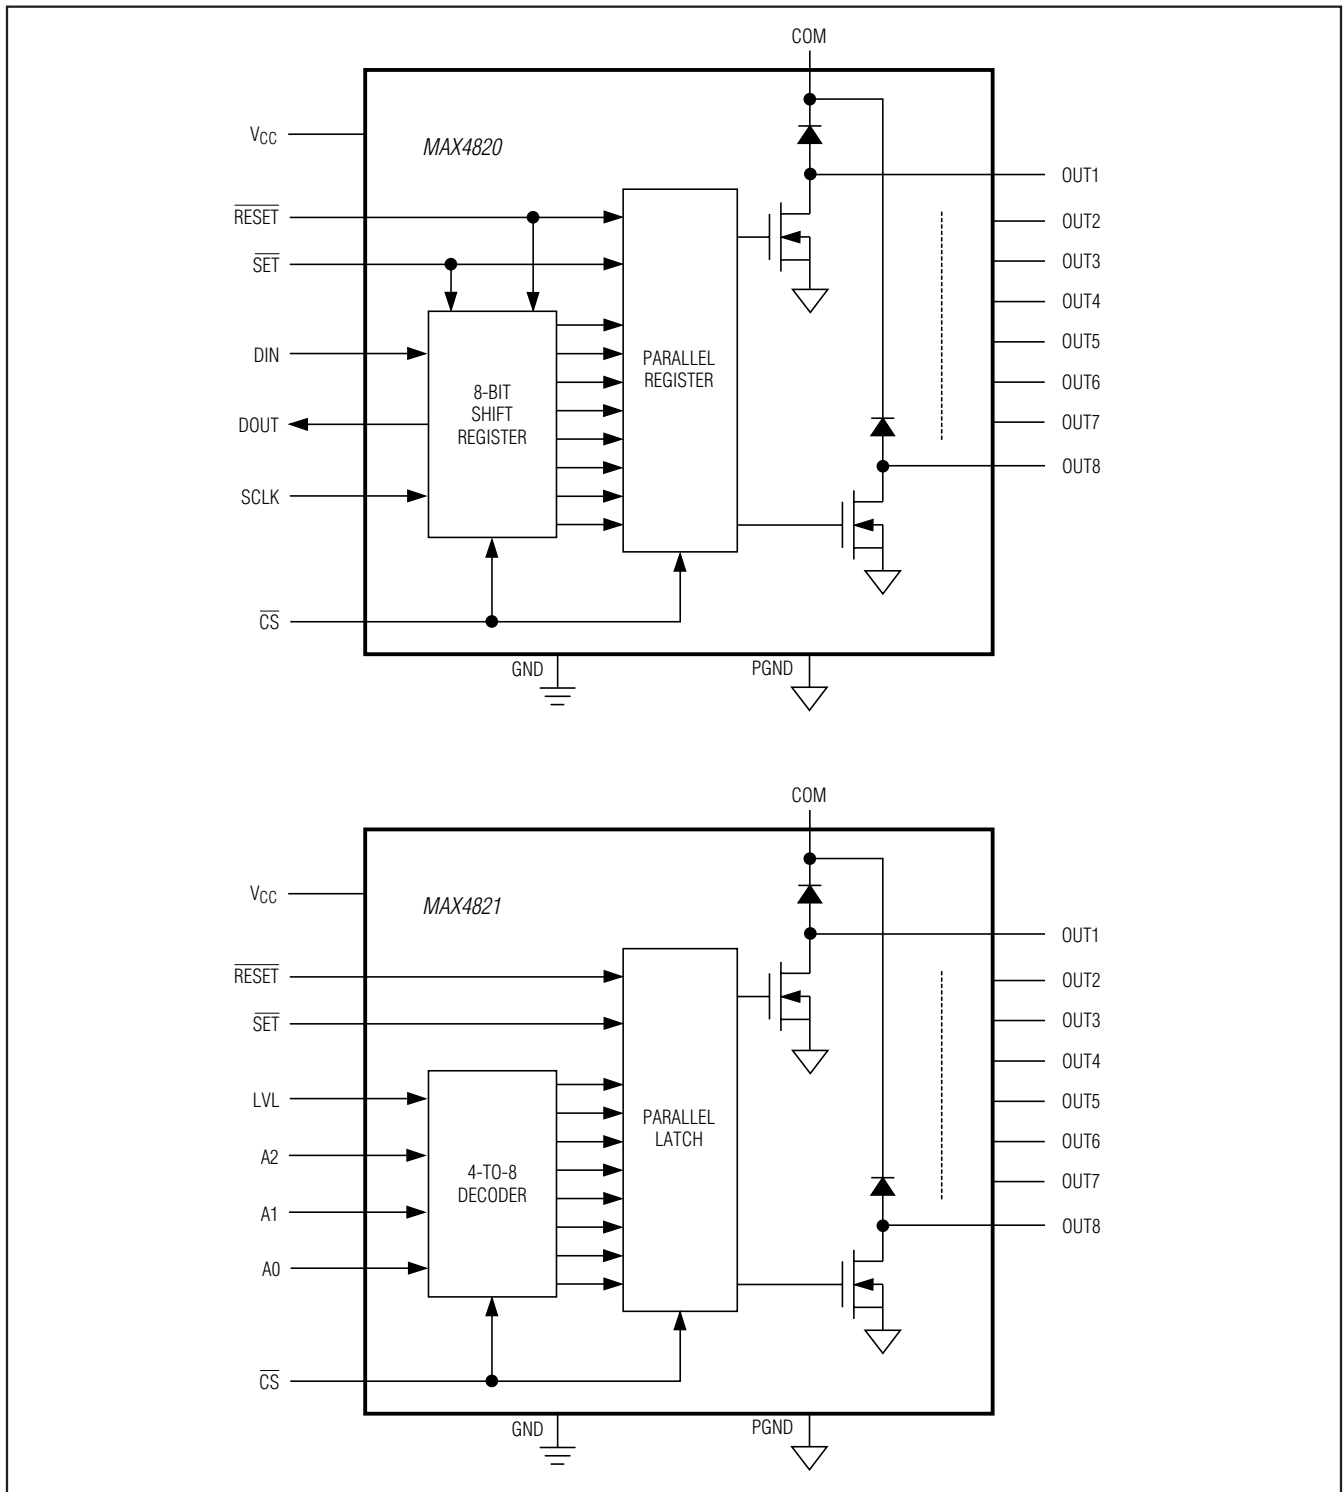 COM
VCC
MAX4820
RESET
SET
DIN
DOUT
SCLK
CS
8-BIT
SHIFT
REGISTER
PARALLEL
REGISTER
OUT1
OUT2
OUT3
OUT4
OUT5
OUT6
OUT7
OUT8
GND
PGND
COM
VCC
MAX4821
RESET
SET
LVL
A2
A1
A0
CS
4-TO-8
DECODER
PARALLEL
LATCH
OUT1
OUT2
OUT3
OUT4
OUT5
OUT6
OUT7
OUT8
GND
PGND